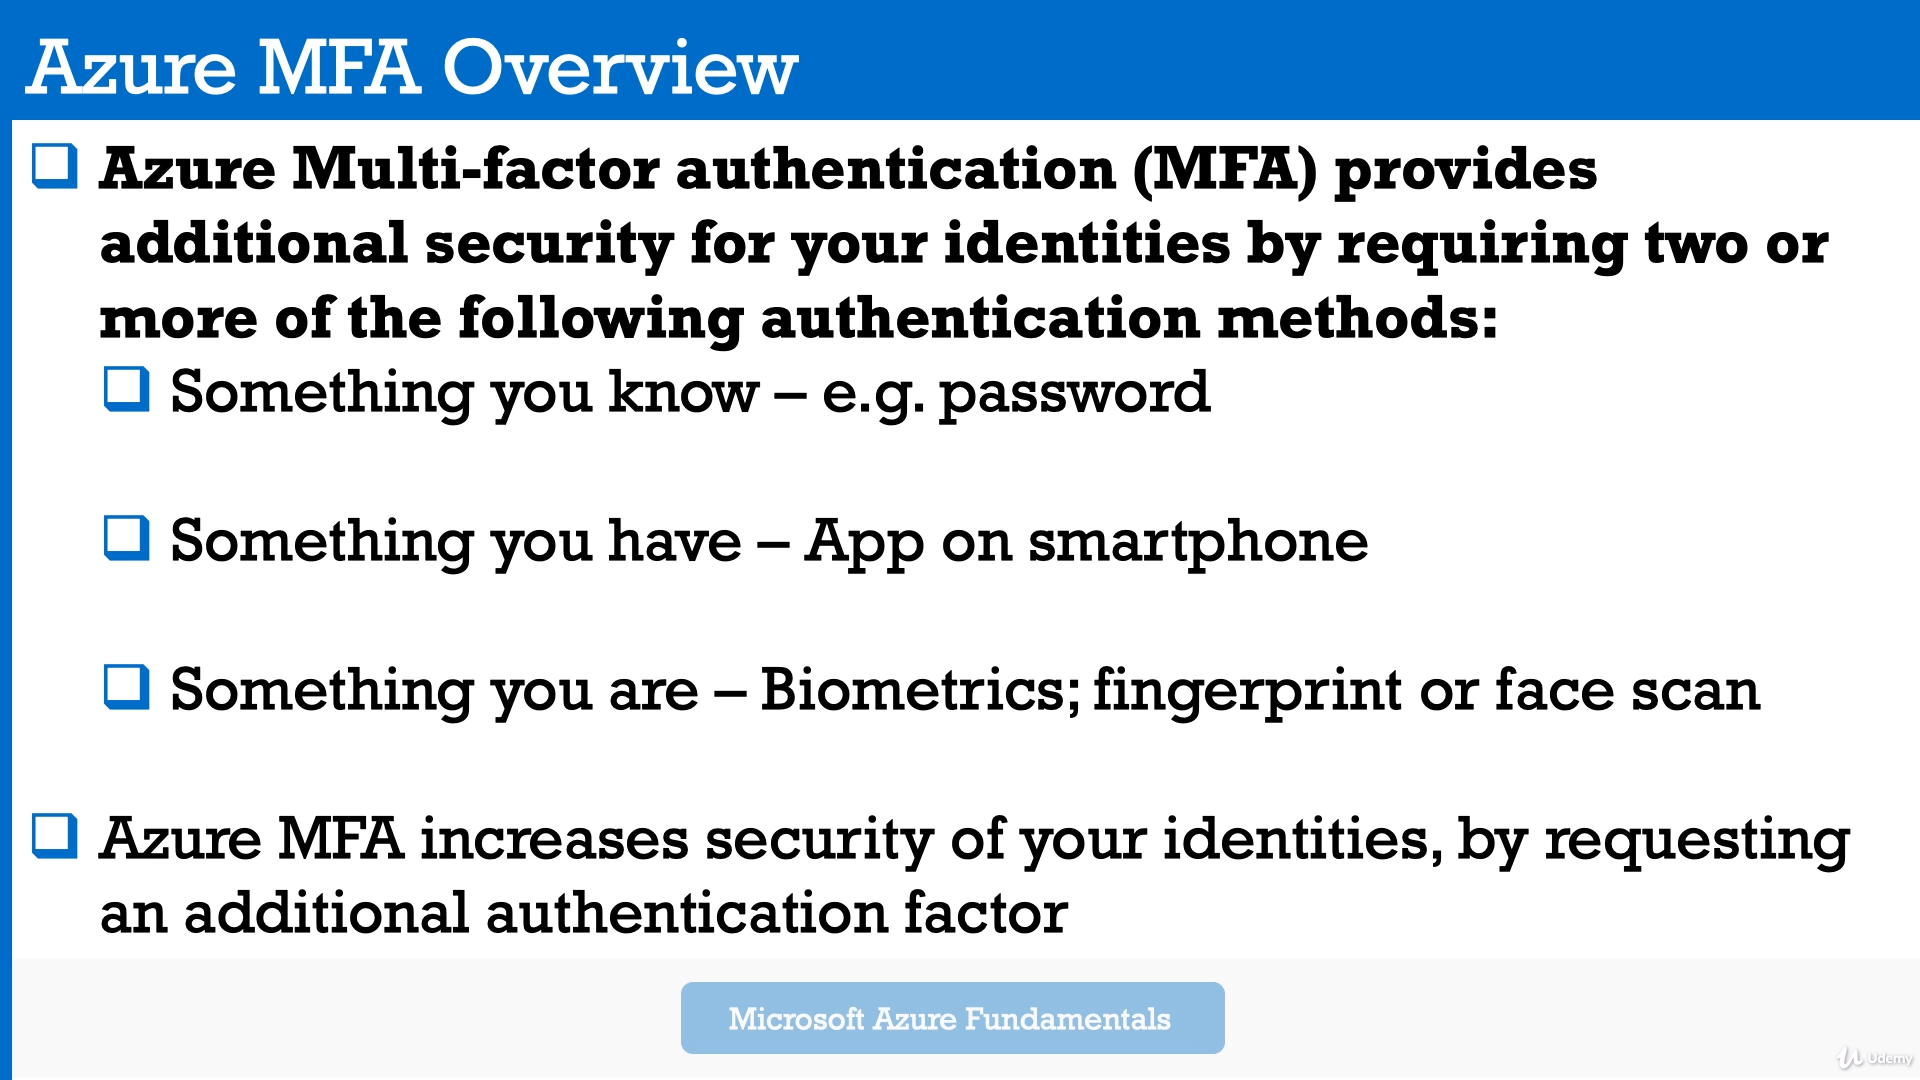 Azure MFA Overview
Azure Multi-factor authentication (MFA) provides
additional security for your identities by requiring two or
more of the following authentication methods:
Something you know – e.g. password
Something you have – App on smartphone
Something you are – Biometrics; fingerprint or face scan
Azure MFA increases security of your identities, by requesting
an additional authentication factor
Microsoft Azure Fundamentals
Udemy